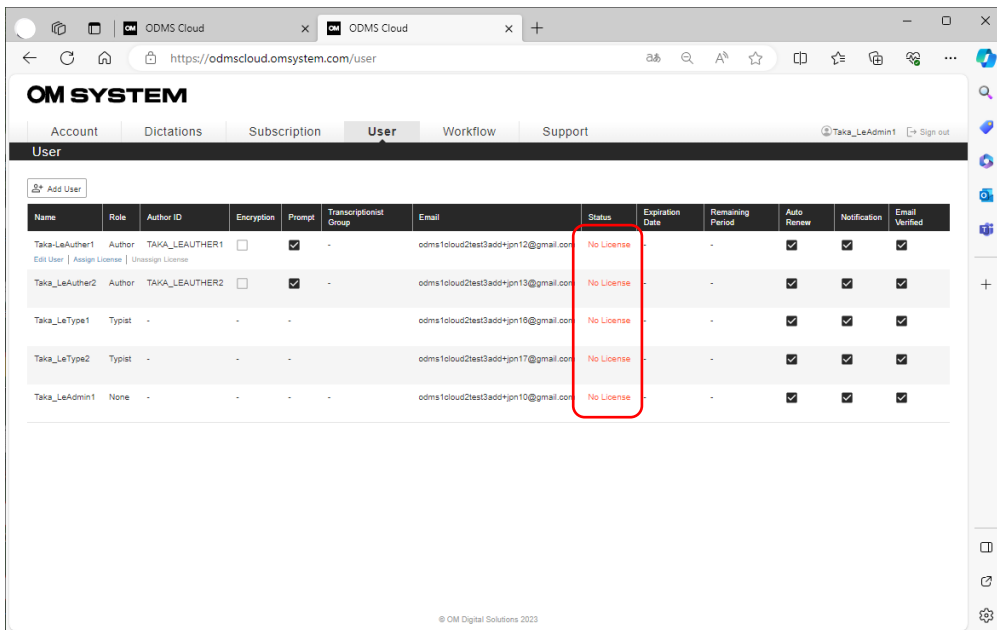 OM ODMS Cloud
OM ODMS Cloud
https://odmscloud.omsystem.com/user
OM SYSTEM
Account Dictations Subscription User Workflow Support Taka_LeAdmin1 Sign out
User
Add User
Name Role Author ID Encryption Prompt Transcriptionist Group Email Status Expiration Date Remaining Period Auto Renew Notification Email Verified
Taka-LeAuther1 Author TAKA_LEAUTHER1 - odms1cloud2test3add+jpn12@gmail.com No License - -
Edit User | Assign License | Unassign License
Taka_LeAuther2 Author TAKA_LEAUTHER2 - odms1cloud2test3add+jpn13@gmail.com No License - -
Taka_LeType1 Typist - - - odms1cloud2test3add+jpn16@gmail.com No License - -
Taka_LeType2 Typist - - - odms1cloud2test3add+jpn17@gmail.com No License - -
Taka_LeAdmin1 None - - - - odms1cloud2test3add+jpn10@gmail.com No License - -
© OM Digital Solutions 2023